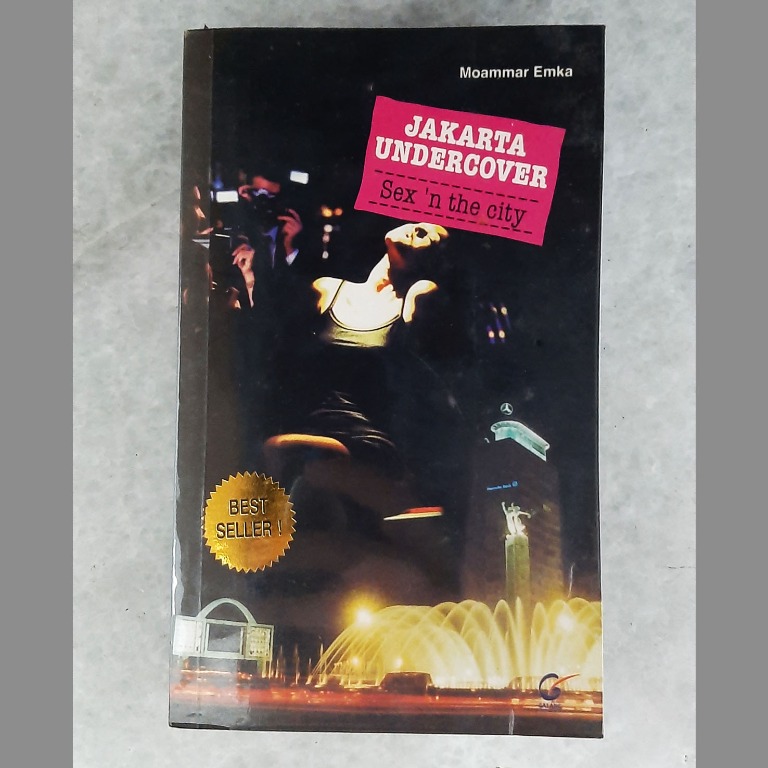 Moammar Emka
JAKARTA
UNDERCOVER
Sex 'n the city
BEST
SELLER !